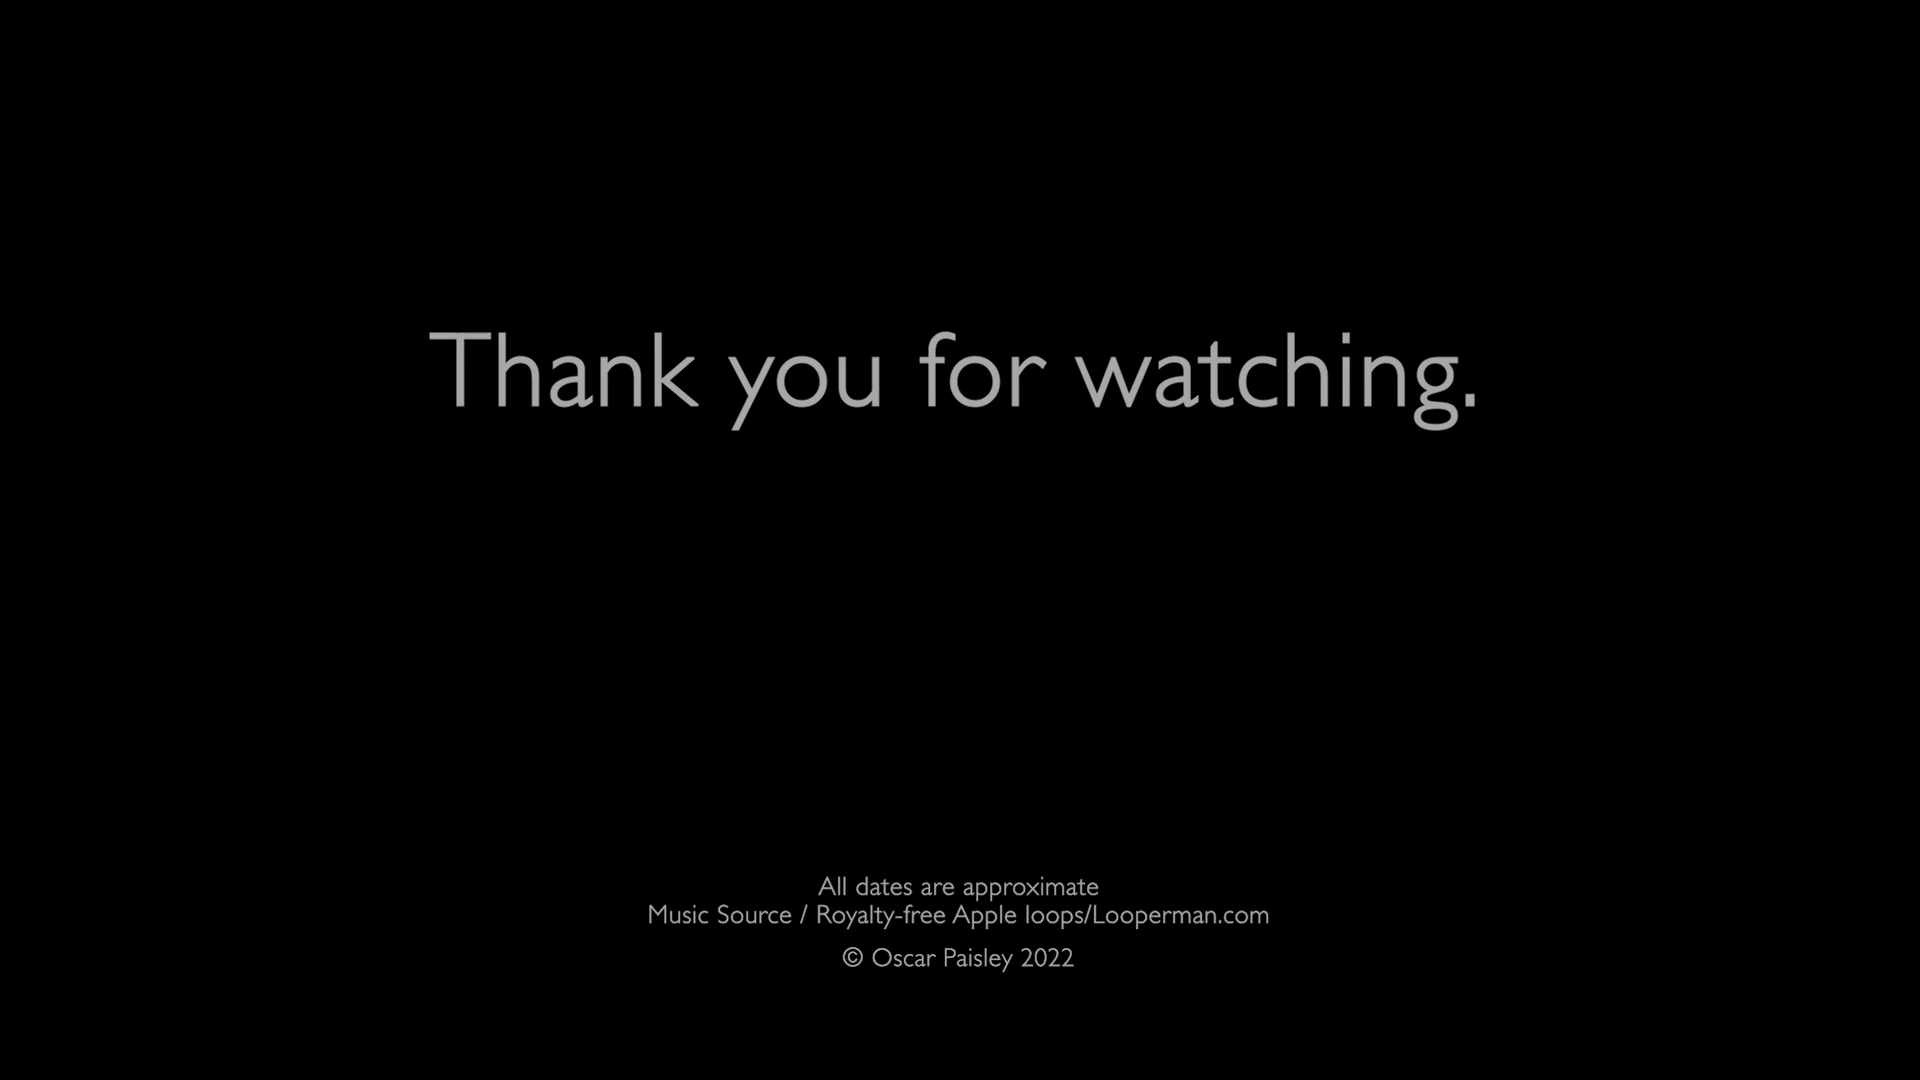 Thank you for watching.
All dates are approximate
Music Source / Royalty-free Apple loops/Looperman.com
© Oscar Paisley 2022